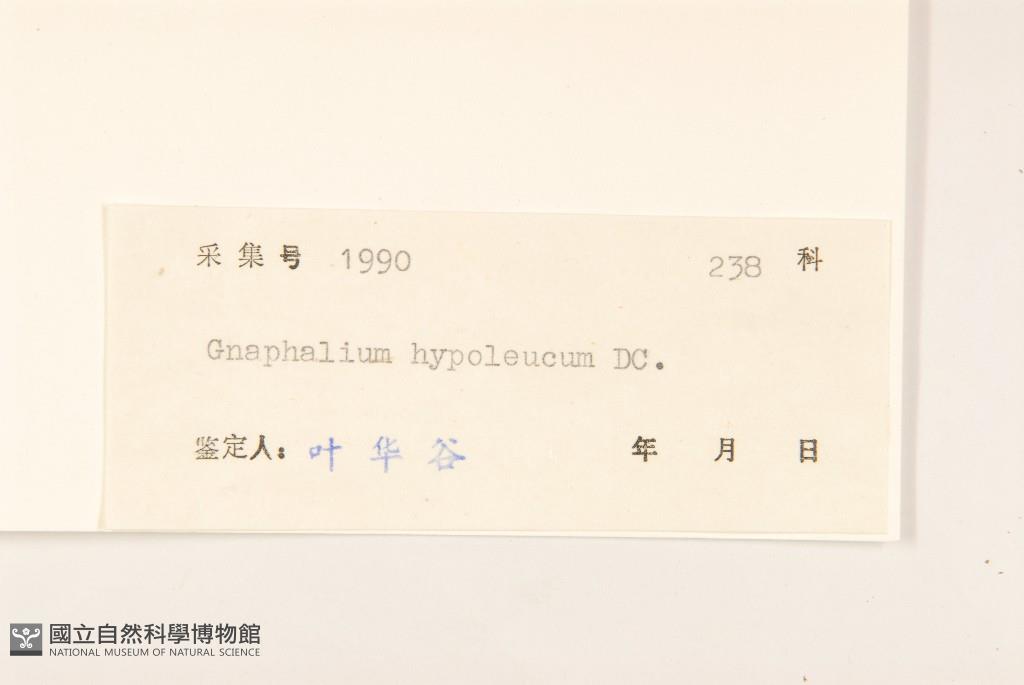 采集号 1990 238 科
Gnaphalium hypoleucum DC.
鉴定人: 叶华谷 年 月 日
國立自然科學博物館
NATIONAL MUSEUM OF NATURAL SCIENCE